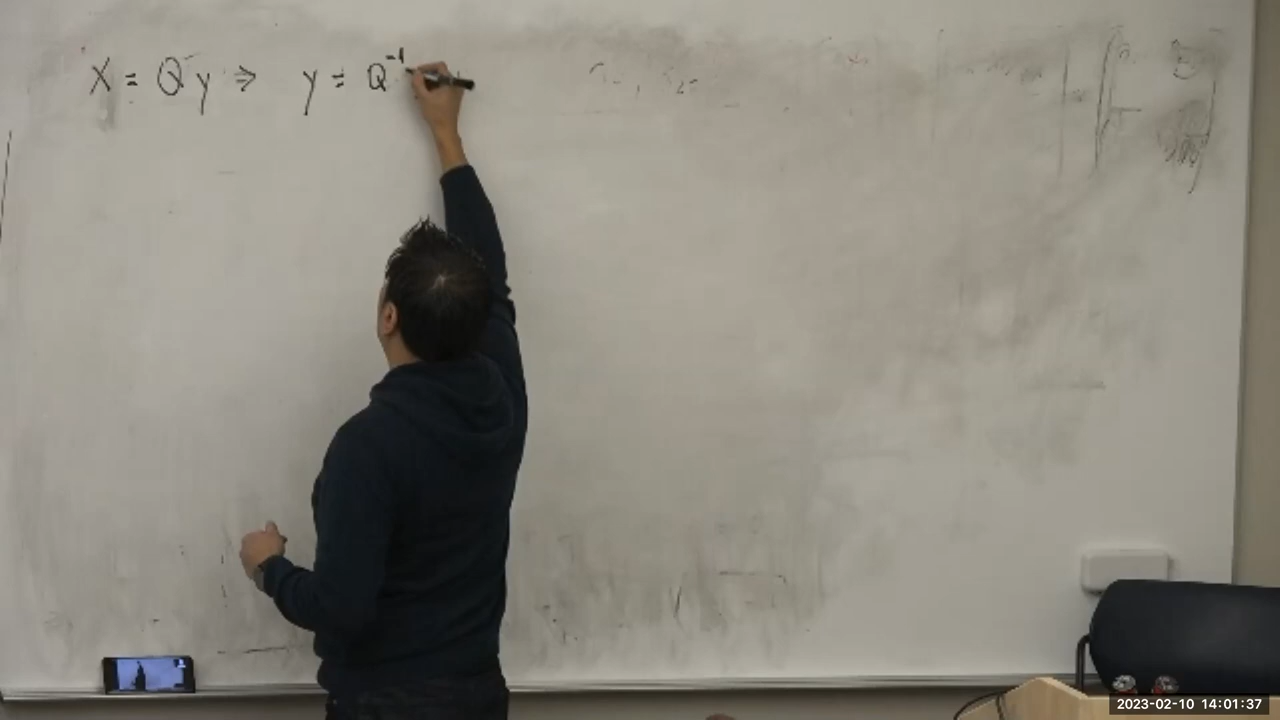 X = Qy ⇒ y = Q⁻¹
2023-02-10 14:01:37